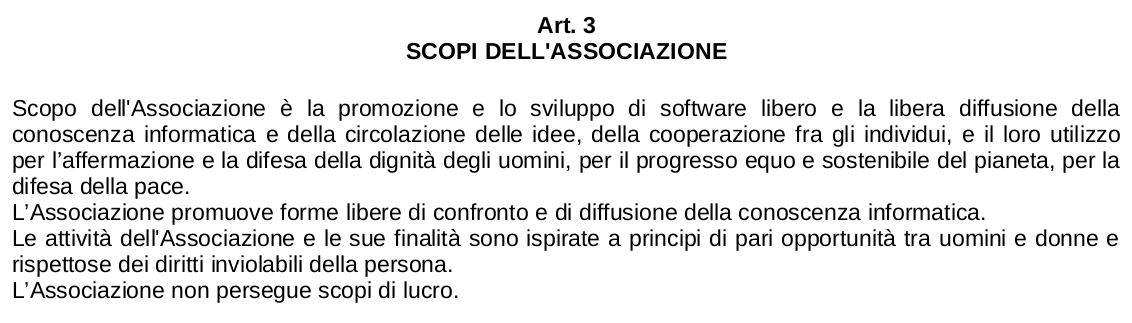 Art. 3
SCOPI DELL'ASSOCIAZIONE
Scopo dell'Associazione è la promozione e lo sviluppo di software libero e la libera diffusione della
conoscenza informatica e della circolazione delle idee, della cooperazione fra gli individui, e il loro utilizzo
per l’affermazione e la difesa della dignità degli uomini, per il progresso equo e sostenibile del pianeta, per la
difesa della pace.
L’Associazione promuove forme libere di confronto e di diffusione della conoscenza informatica.
Le attività dell'Associazione e le sue finalità sono ispirate a principi di pari opportunità tra uomini e donne e
rispettose dei diritti inviolabili della persona.
L’Associazione non persegue scopi di lucro.